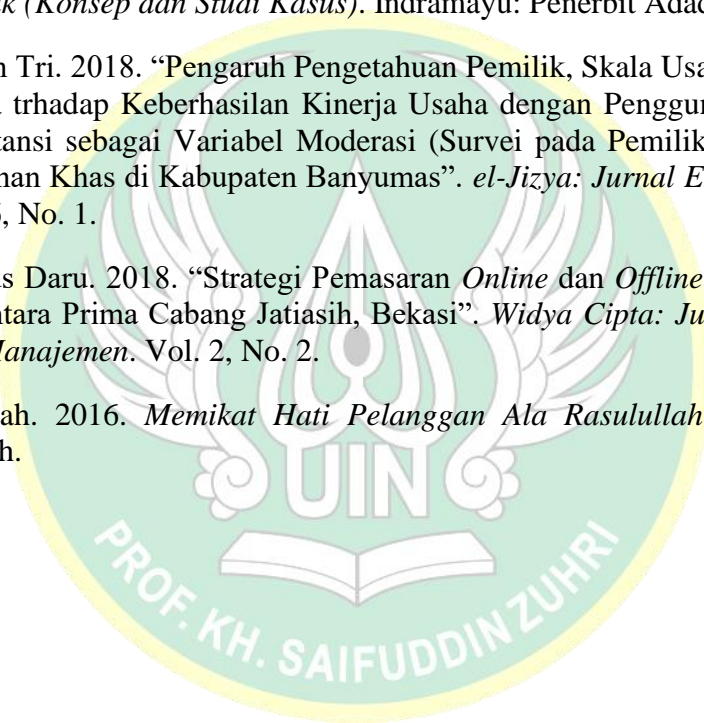 k (Konsep dan Studi Kasus). Indramayu: Penerbit Adac
n Tri. 2018. “Pengaruh Pengetahuan Pemilik, Skala Usa
trhadap Keberhasilan Kinerja Usaha dengan Penggun
tansi sebagai Variabel Moderasi (Survei pada Pemilik
nan Khas di Kabupaten Banyumas”. el-Jizya: Jurnal E
, No. 1.
s Daru. 2018. “Strategi Pemasaran Online dan Offline
ntara Prima Cabang Jatiasih, Bekasi”. Widya Cipta: Ju
Manajemen. Vol. 2, No. 2.
ah. 2016. Memikat Hati Pelanggan Ala Rasulullah
h.
UIN
PROF. KH. SAIFUDDIN ZUHRI